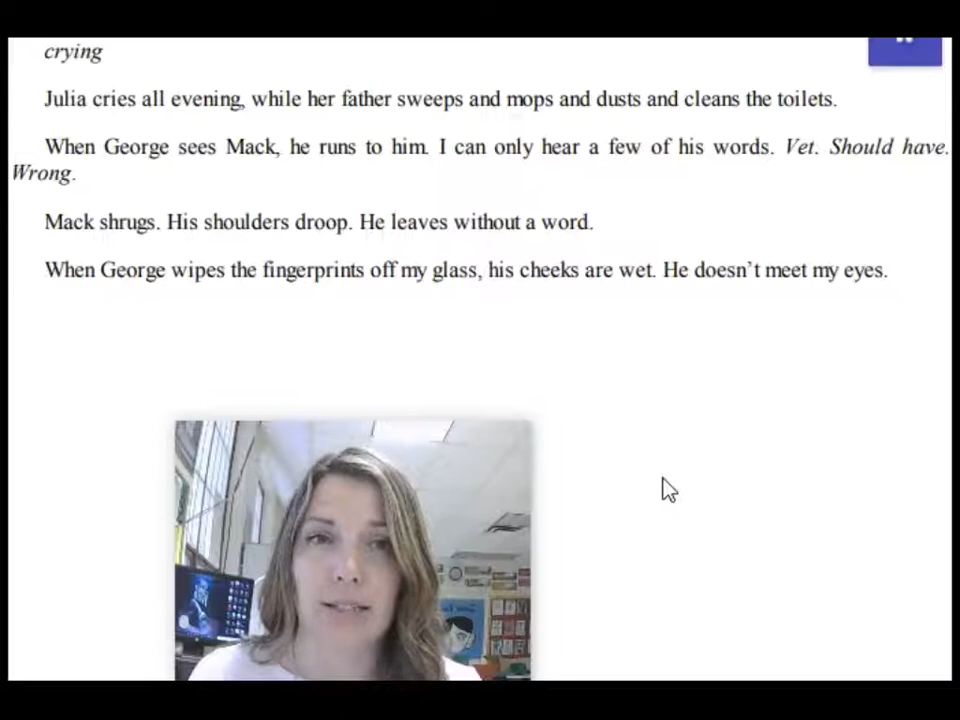 crying
Julia cries all evening, while her father sweeps and mops and dusts and cleans the toilets.
When George sees Mack, he runs to him. I can only hear a few of his words. Vet. Should have.
Wrong.
Mack shrugs. His shoulders droop. He leaves without a word.
When George wipes the fingerprints off my glass, his cheeks are wet. He doesn’t meet my eyes.